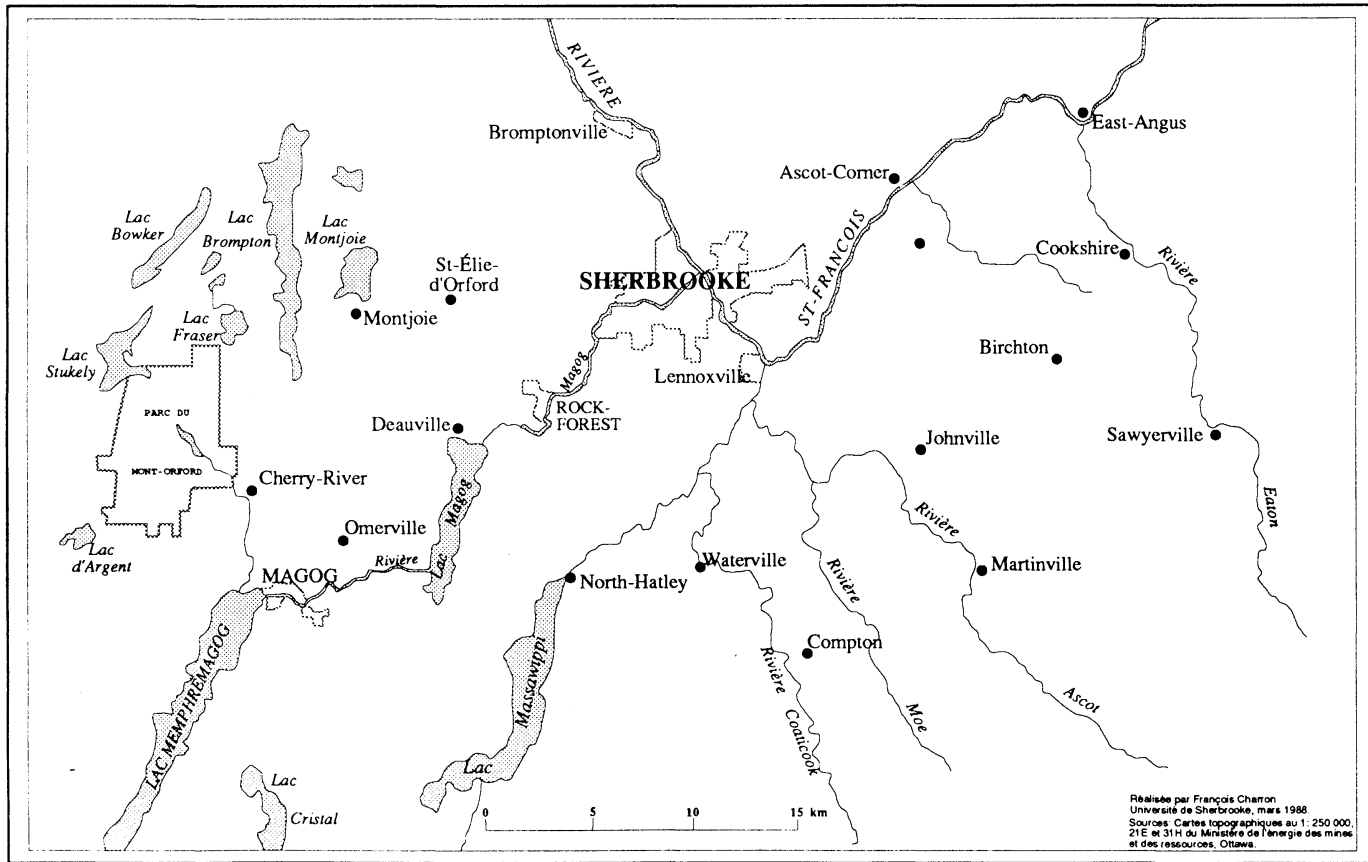 RIVIERE
Bromptonville
East-Angus
Ascot-Corner
Lac
Bowker
Lac
Brompton
Lac
Montjoie
St-Élie-
d'Orford
SHERBROOKE
ST-FRANCOIS
Cookshire
Rivière
Montjoie
Lac
Fraser
Lac
Stukely
Magog
Lennoxville
Birchton
PARC DU
MONT-ORFORD
Deauville
ROCK-
FOREST
Johnville
Sawyerville
Cherry-River
Lac Magog
Rivière
Eaton
Omerville
Rivière
Lac
d'Argent
MAGOG
North-Hatley
Waterville
Rivière
Martinville
LAC MEMPHRÉMAGOG
Massawippi
Compton
Rivière
Coaticook
Moe
Ascot
Lac
Lac
Cristal
0 5 10 15 km
Réalisée par François Charron
Université de Sherbrooke, mars 1988.
Sources: Cartes topographiques au 1: 250 000,
21E et 31H du Ministère de l'énergie des mines
et des ressources, Ottawa.